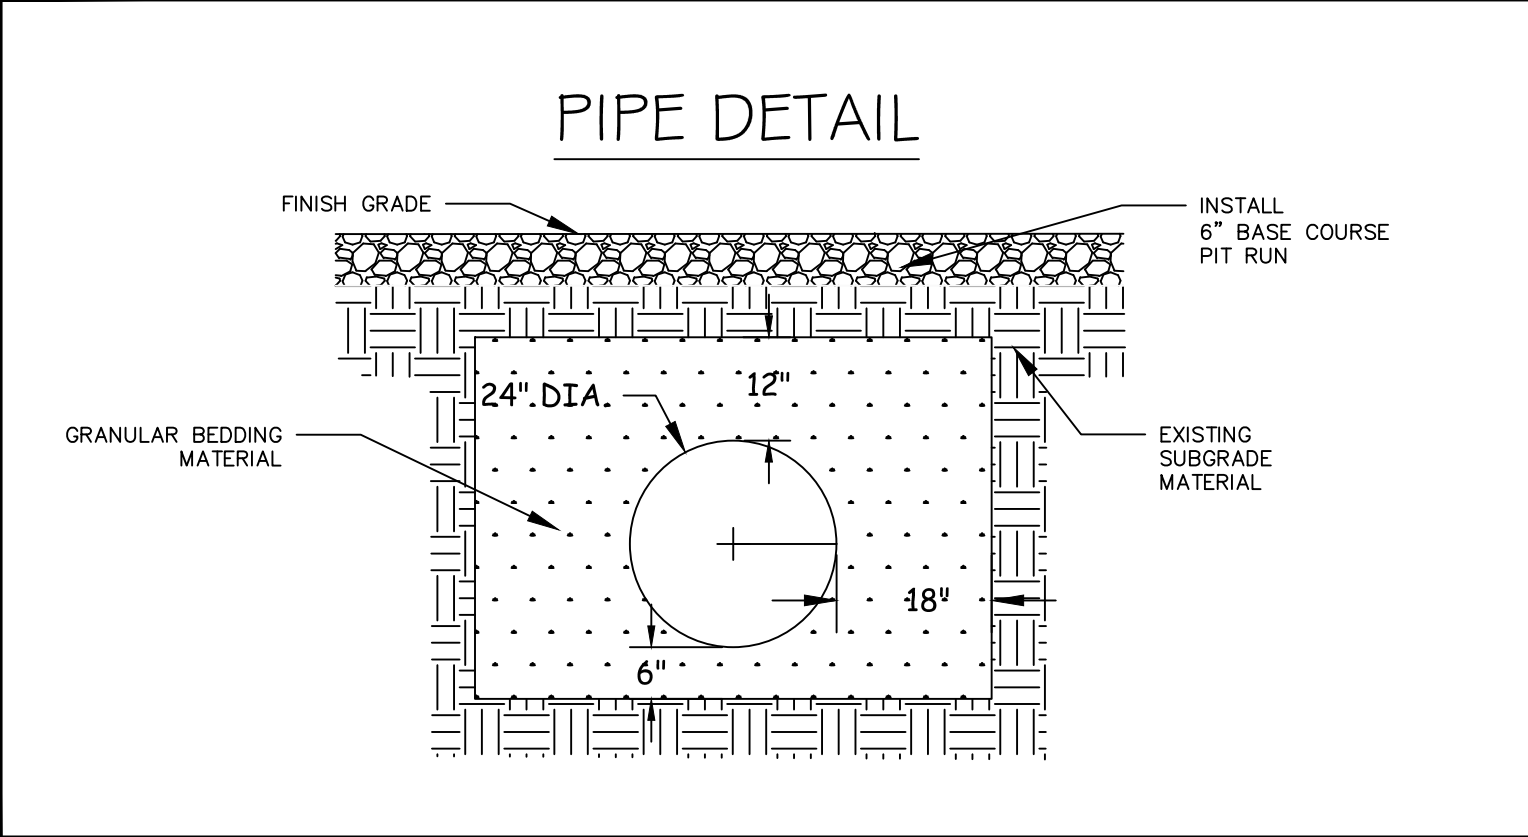 PIPE DETAIL
FINISH GRADE
INSTALL
6” BASE COURSE
PIT RUN
12"
24" DIA.
GRANULAR BEDDING
MATERIAL
EXISTING
SUBGRADE
MATERIAL
18"
6"